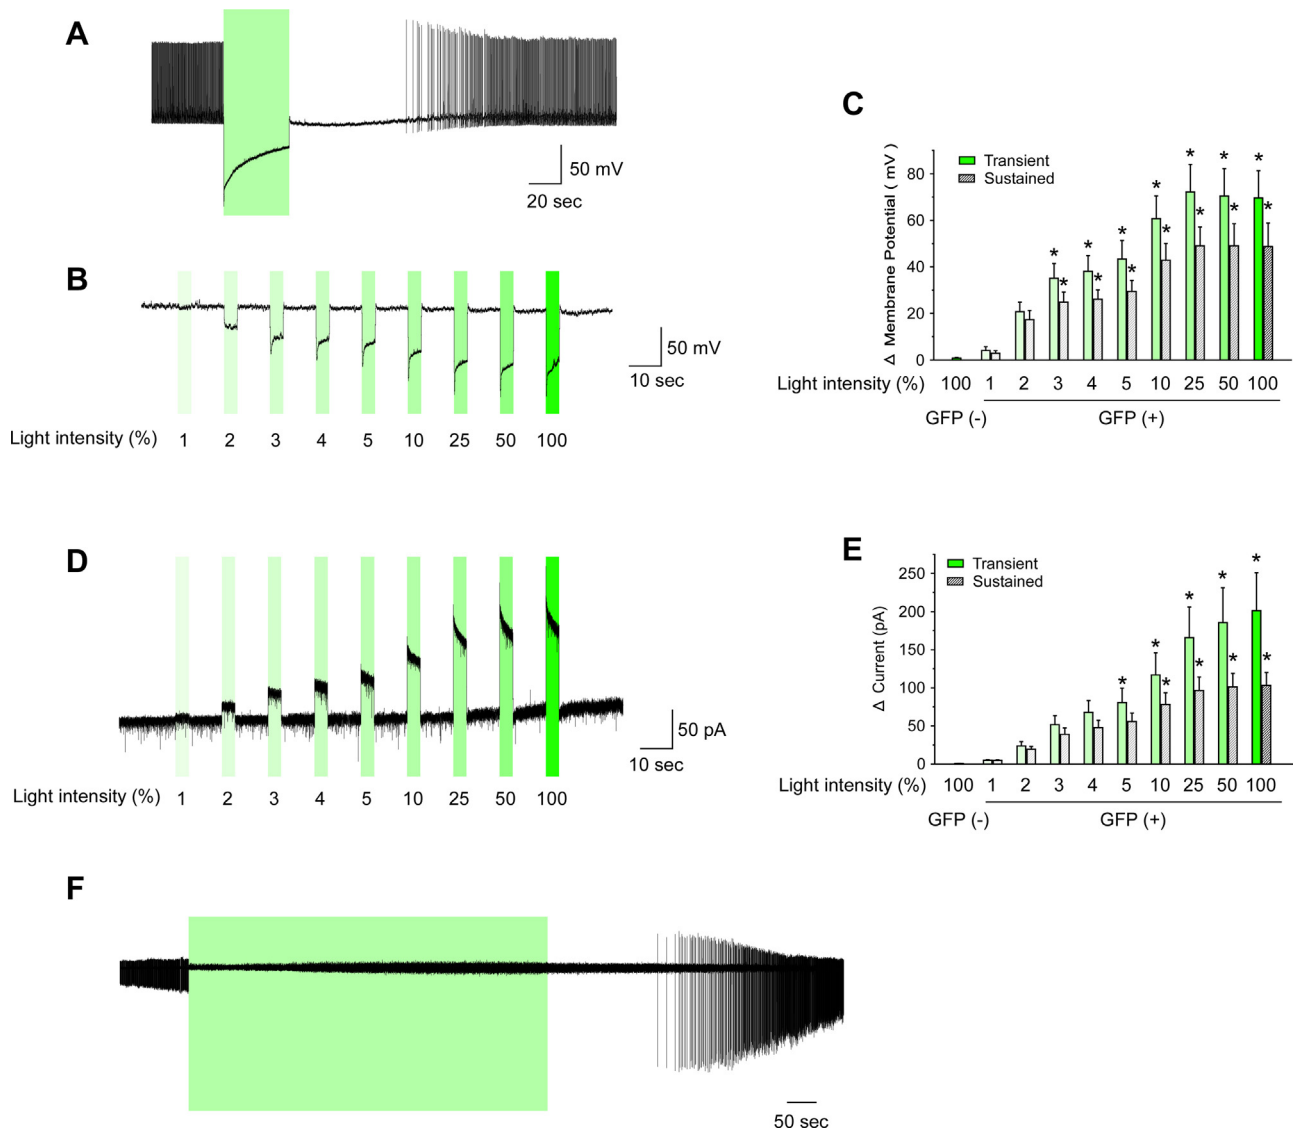 A
50 mV
20 sec
B
50 mV
10 sec
Light intensity (%) 1 2 3 4 5 10 25 50 100
C
Δ Membrane Potential ( mV )
80
60
40
20
0
Transient
Sustained
* * * * * * *
* * * * * * *
Light intensity (%) 100 1 2 3 4 5 10 25 50 100
GFP (-) GFP (+)
D
50 pA
10 sec
Light intensity (%) 1 2 3 4 5 10 25 50 100
E
Δ Current (pA)
250
200
150
100
50
0
Transient
Sustained
* * * * *
* * * *
Light intensity (%) 100 1 2 3 4 5 10 25 50 100
GFP (-) GFP (+)
F
50 sec